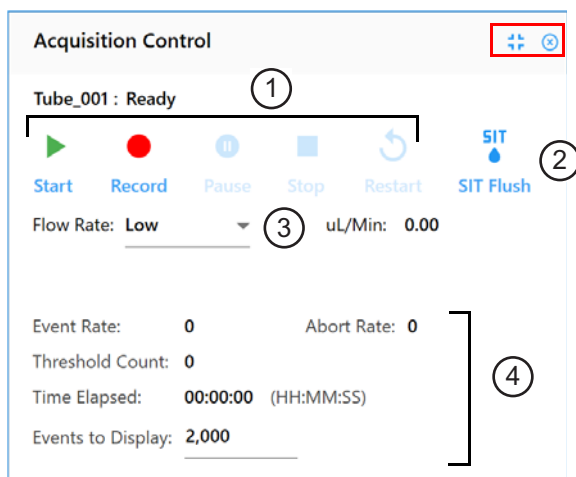 Acquisition Control
Tube_001 : Ready
1
SIT
2
Start Record Pause Stop Restart SIT Flush
Flow Rate: Low 3 uL/Min: 0.00
Event Rate: 0 Abort Rate: 0
Threshold Count: 0
4
Time Elapsed: 00:00:00 (HH:MM:SS)
Events to Display: 2,000